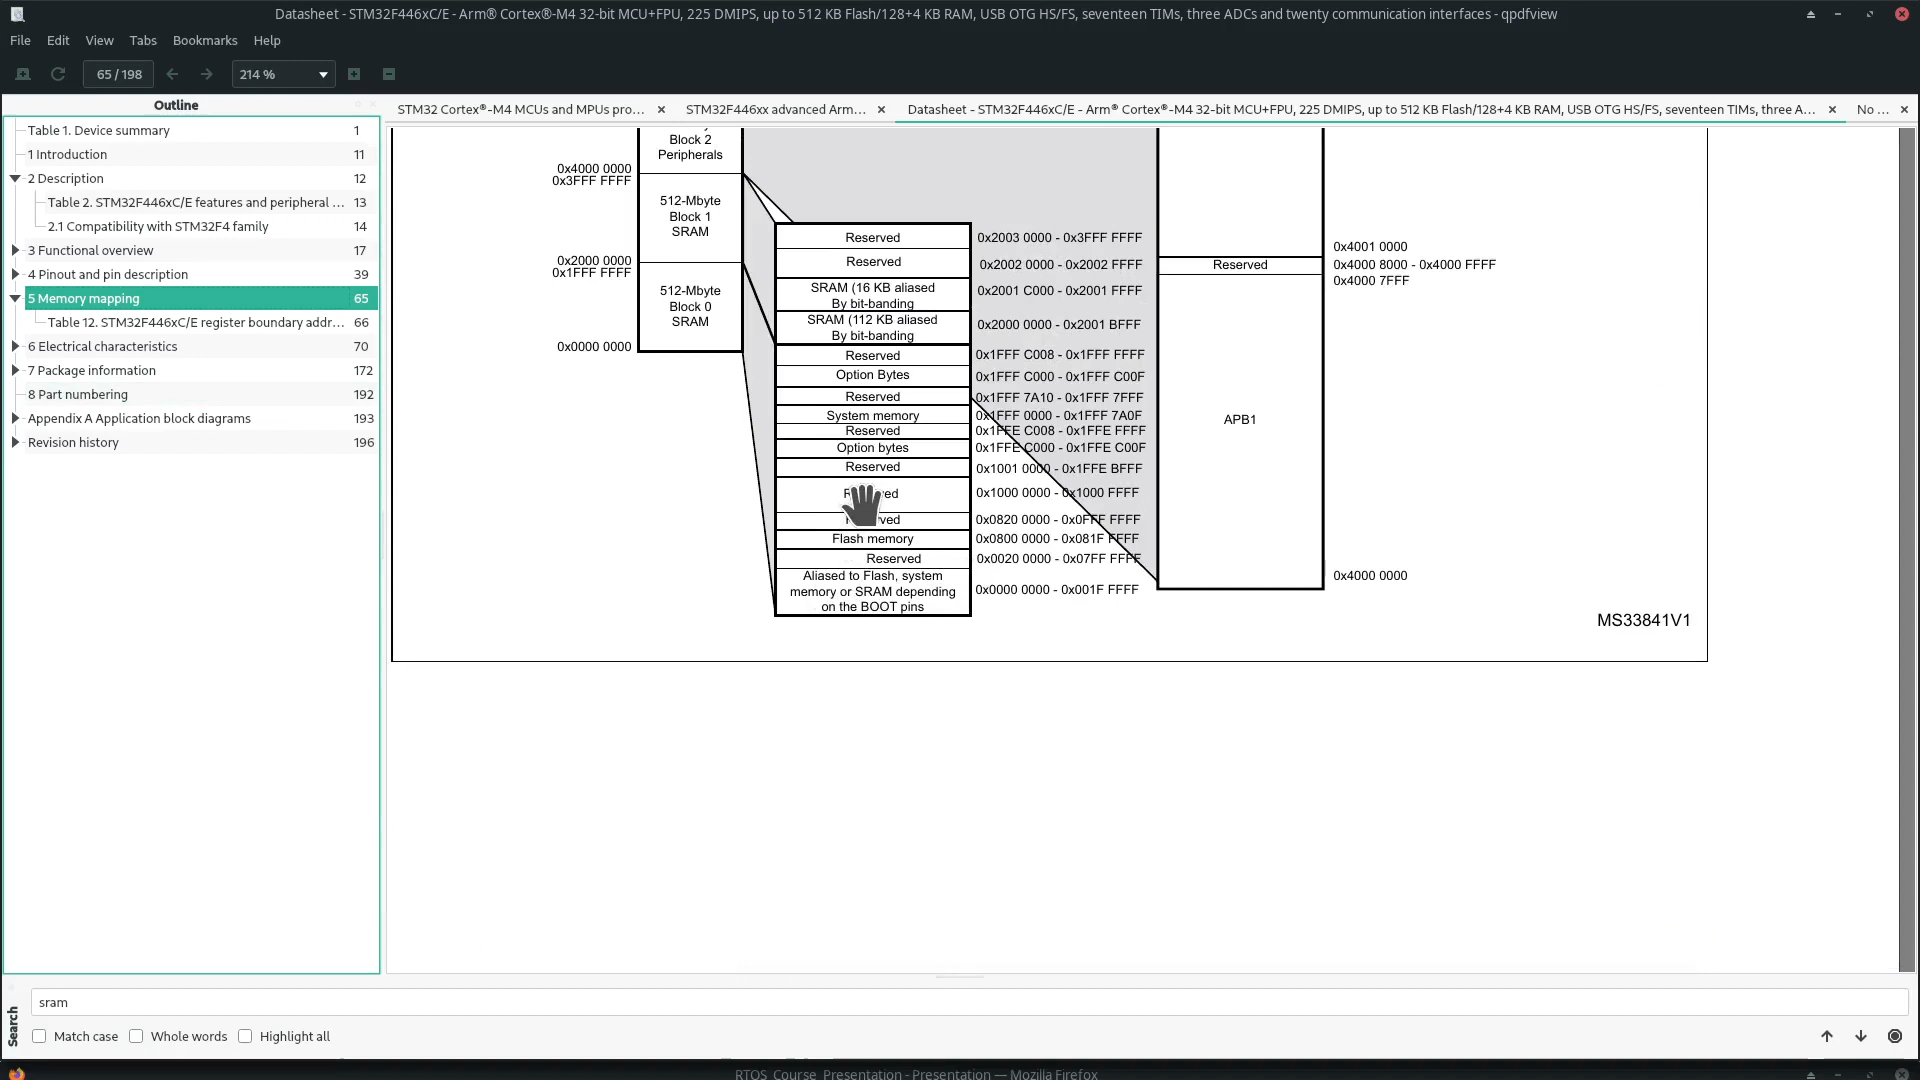 Datasheet - STM32F446xC/E - Arm® Cortex®-M4 32-bit MCU+FPU, 225 DMIPS, up to 512 KB Flash/128+4 KB RAM, USB OTG HS/FS, seventeen TIMs, three ADCs and twenty communication interfaces - qpdfview
File Edit View Tabs Bookmarks Help
65 / 198 214 %
Outline
STM32 Cortex®-M4 MCUs and MPUs pro... STM32F446xx advanced Arm... Datasheet - STM32F446xC/E - Arm® Cortex®-M4 32-bit MCU+FPU, 225 DMIPS, up to 512 KB Flash/128+4 KB RAM, USB OTG HS/FS, seventeen TIMs, three A... No ...
Table 1. Device summary 1
1 Introduction 11
2 Description 12
Table 2. STM32F446xC/E features and peripheral ... 13
2.1 Compatibility with STM32F4 family 14
3 Functional overview 17
4 Pinout and pin description 39
5 Memory mapping 65
Table 12. STM32F446xC/E register boundary addr... 66
6 Electrical characteristics 70
7 Package information 172
8 Part numbering 192
Appendix A Application block diagrams 193
Revision history 196
Block 2
Peripherals
0x4000 0000
0x3FFF FFFF
512-Mbyte
Block 1
SRAM
0x2000 0000
0x1FFF FFFF
512-Mbyte
Block 0
SRAM
0x0000 0000
Reserved 0x2003 0000 - 0x3FFF FFFF
Reserved 0x2002 0000 - 0x2002 FFFF
SRAM (16 KB aliased
By bit-banding 0x2001 C000 - 0x2001 FFFF
SRAM (112 KB aliased
By bit-banding 0x2000 0000 - 0x2001 BFFF
Reserved 0x1FFF C008 - 0x1FFF FFFF
Option Bytes 0x1FFF C000 - 0x1FFF C00F
Reserved 0x1FFF 7A10 - 0x1FFF 7FFF
System memory 0x1FFF 0000 - 0x1FFF 7A0F
Reserved 0x1FFE C008 - 0x1FFE FFFF
Option bytes 0x1FFE C000 - 0x1FFE C00F
Reserved 0x1001 0000 - 0x1FFE BFFF
0x1000 0000 - 0x1000 FFFF
0x0820 0000 - 0x0FFF FFFF
Flash memory 0x0800 0000 - 0x081F FFFF
Reserved 0x0020 0000 - 0x07FF FFFF
Aliased to Flash, system
memory or SRAM depending
on the BOOT pins 0x0000 0000 - 0x001F FFFF
Reserved
APB1
0x4001 0000
0x4000 8000 - 0x4000 FFFF
0x4000 7FFF
0x4000 0000
MS33841V1
Search
sram
Match case Whole words Highlight all
RTOS Course Presentation - Presentation — Mozilla Firefox